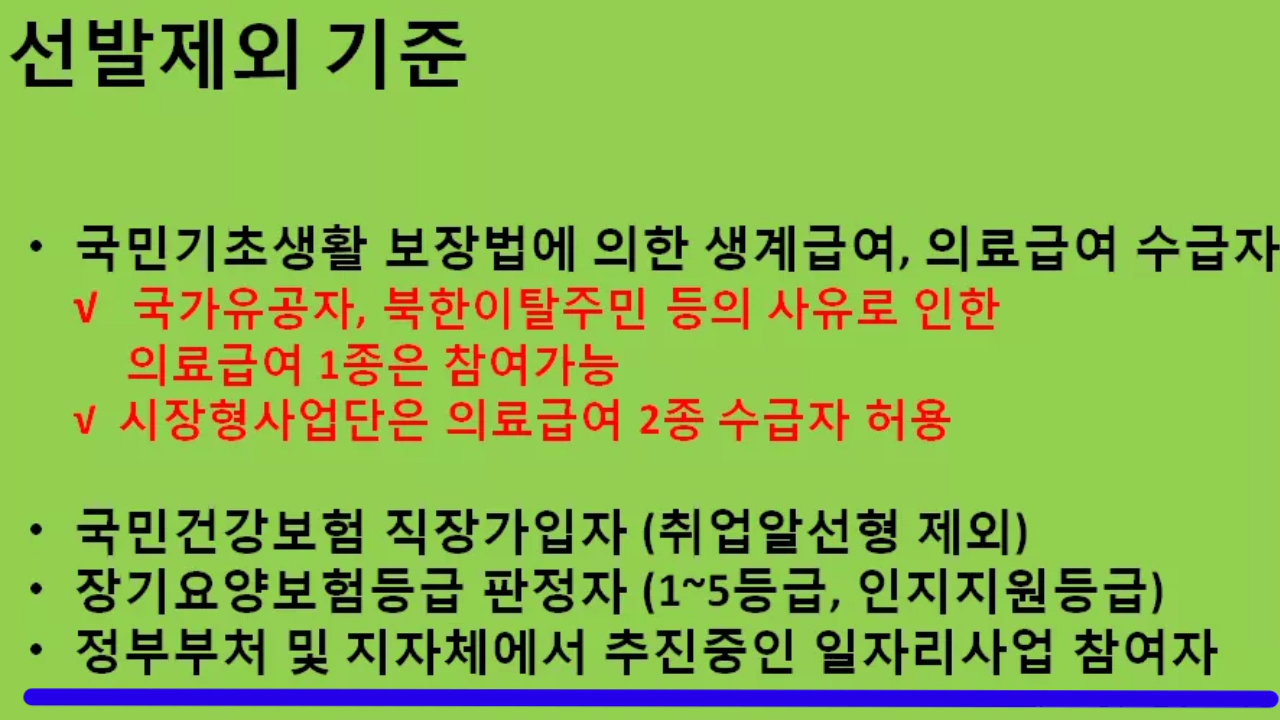 선발제외 기준
• 국민기초생활 보장법에 의한 생계급여, 의료급여 수급자
√ 국가유공자, 북한이탈주민 등의 사유로 인한
의료급여 1종은 참여가능
√ 시장형사업단은 의료급여 2종 수급자 허용
• 국민건강보험 직장가입자 (취업알선형 제외)
• 장기요양보험등급 판정자 (1~5등급, 인지지원등급)
• 정부부처 및 지자체에서 추진중인 일자리사업 참여자